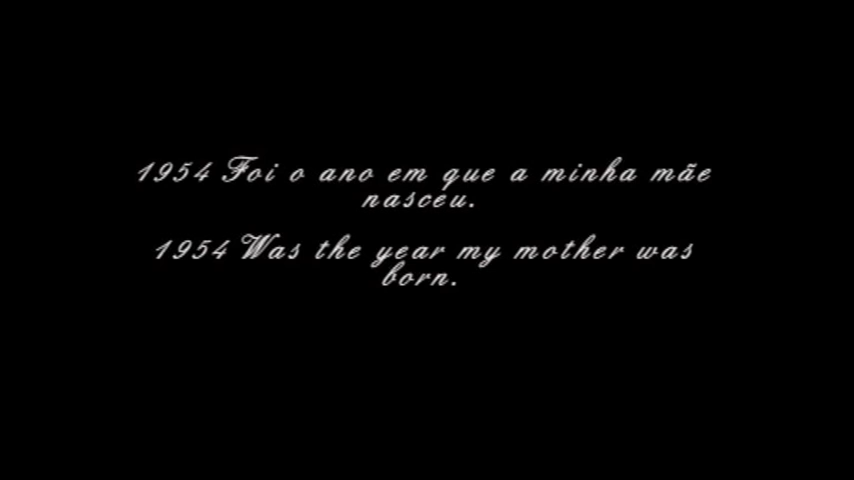 1954 Foi o ano em que a minha mãe
nasceu.
1954 Was the year my mother was
born.